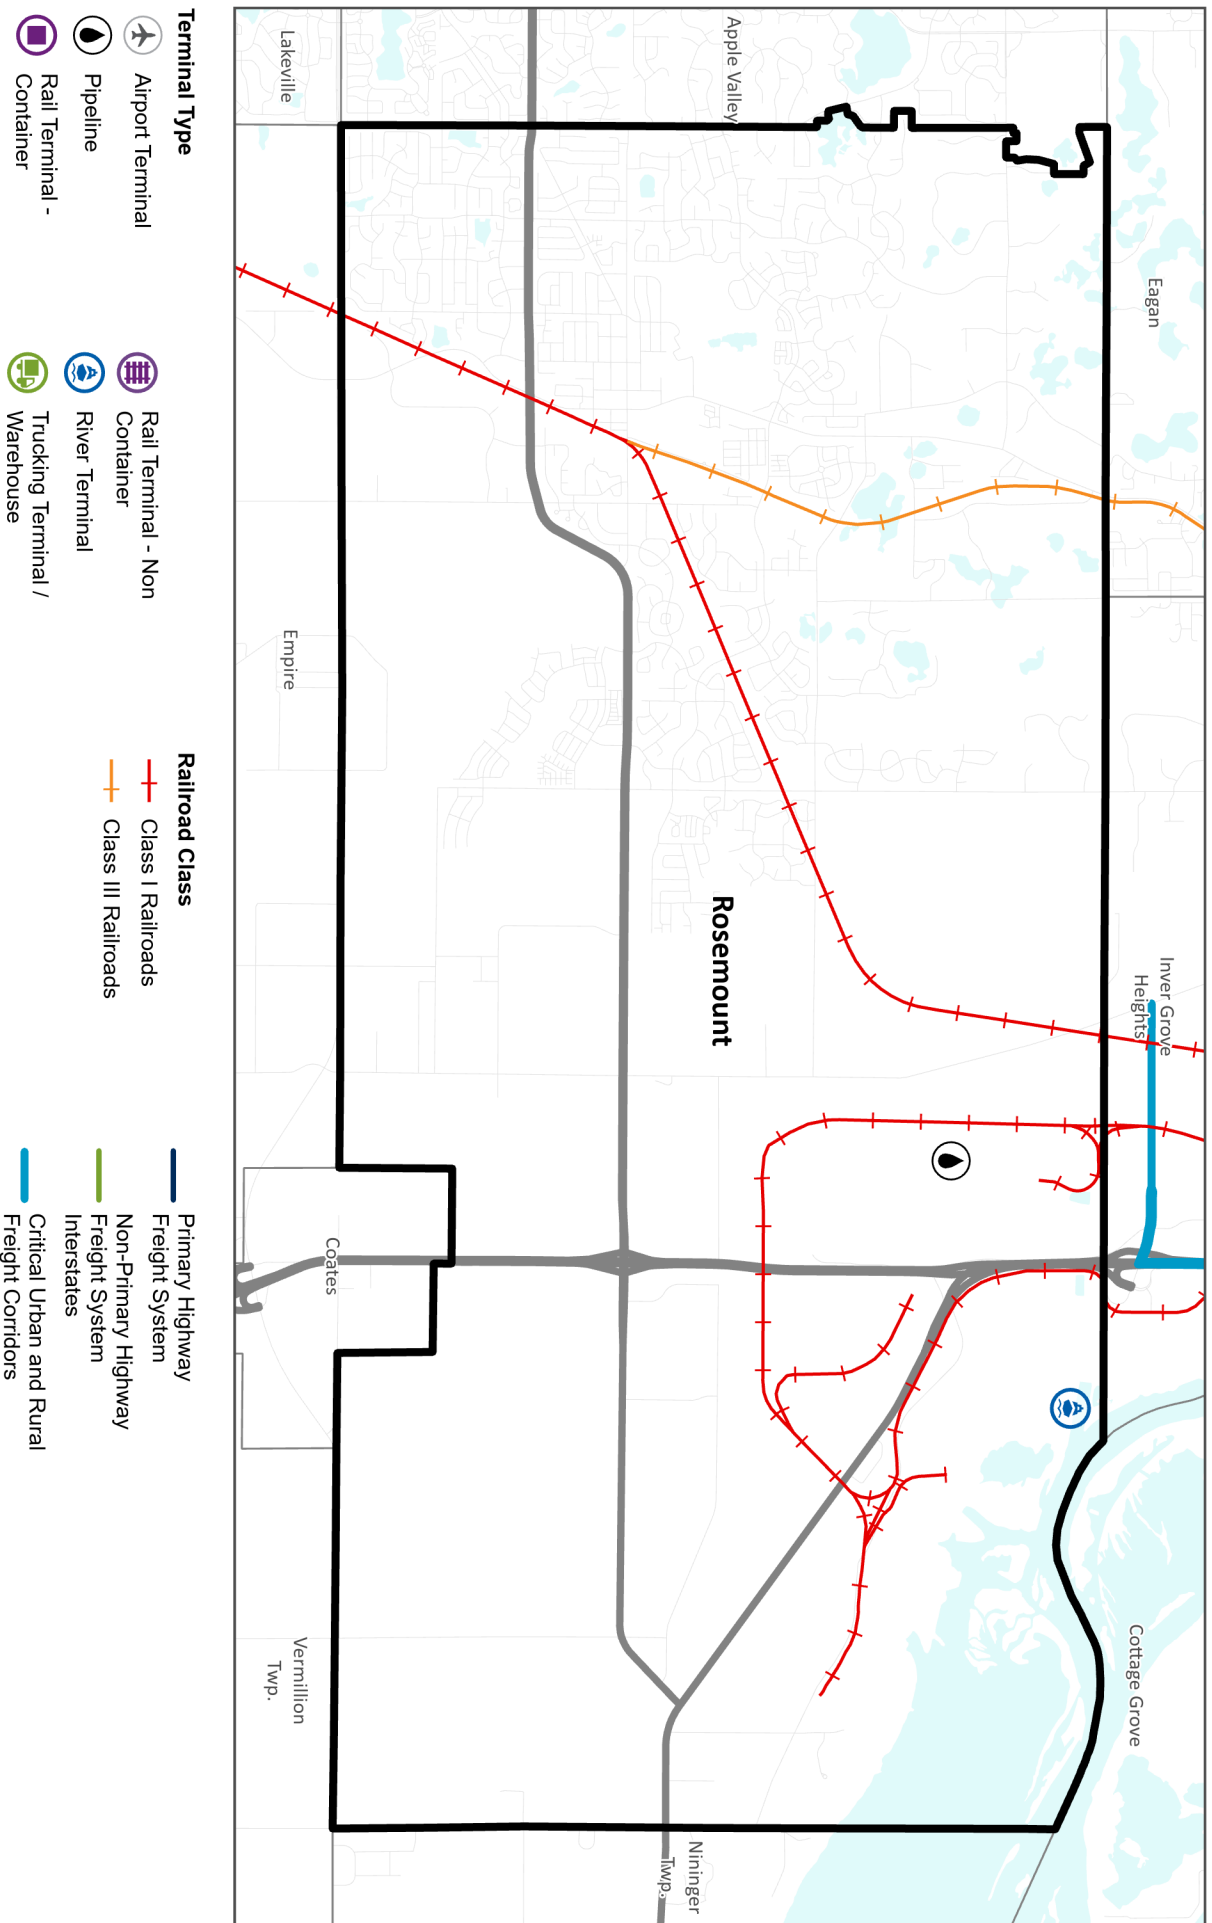 Lakeville
Apple Valley
Eagan
Inver Grove
Heights
Rosemount
Empire
Coates
Cottage Grove
Vermillion
Twp.
Nininger
Twp.
Terminal Type
Airport Terminal
Pipeline
Rail Terminal -
Container
Rail Terminal - Non
Container
River Terminal
Trucking Terminal /
Warehouse
Railroad Class
Class I Railroads
Class III Railroads
Primary Highway
Freight System
Non-Primary Highway
Freight System
Interstates
Critical Urban and Rural
Freight Corridors